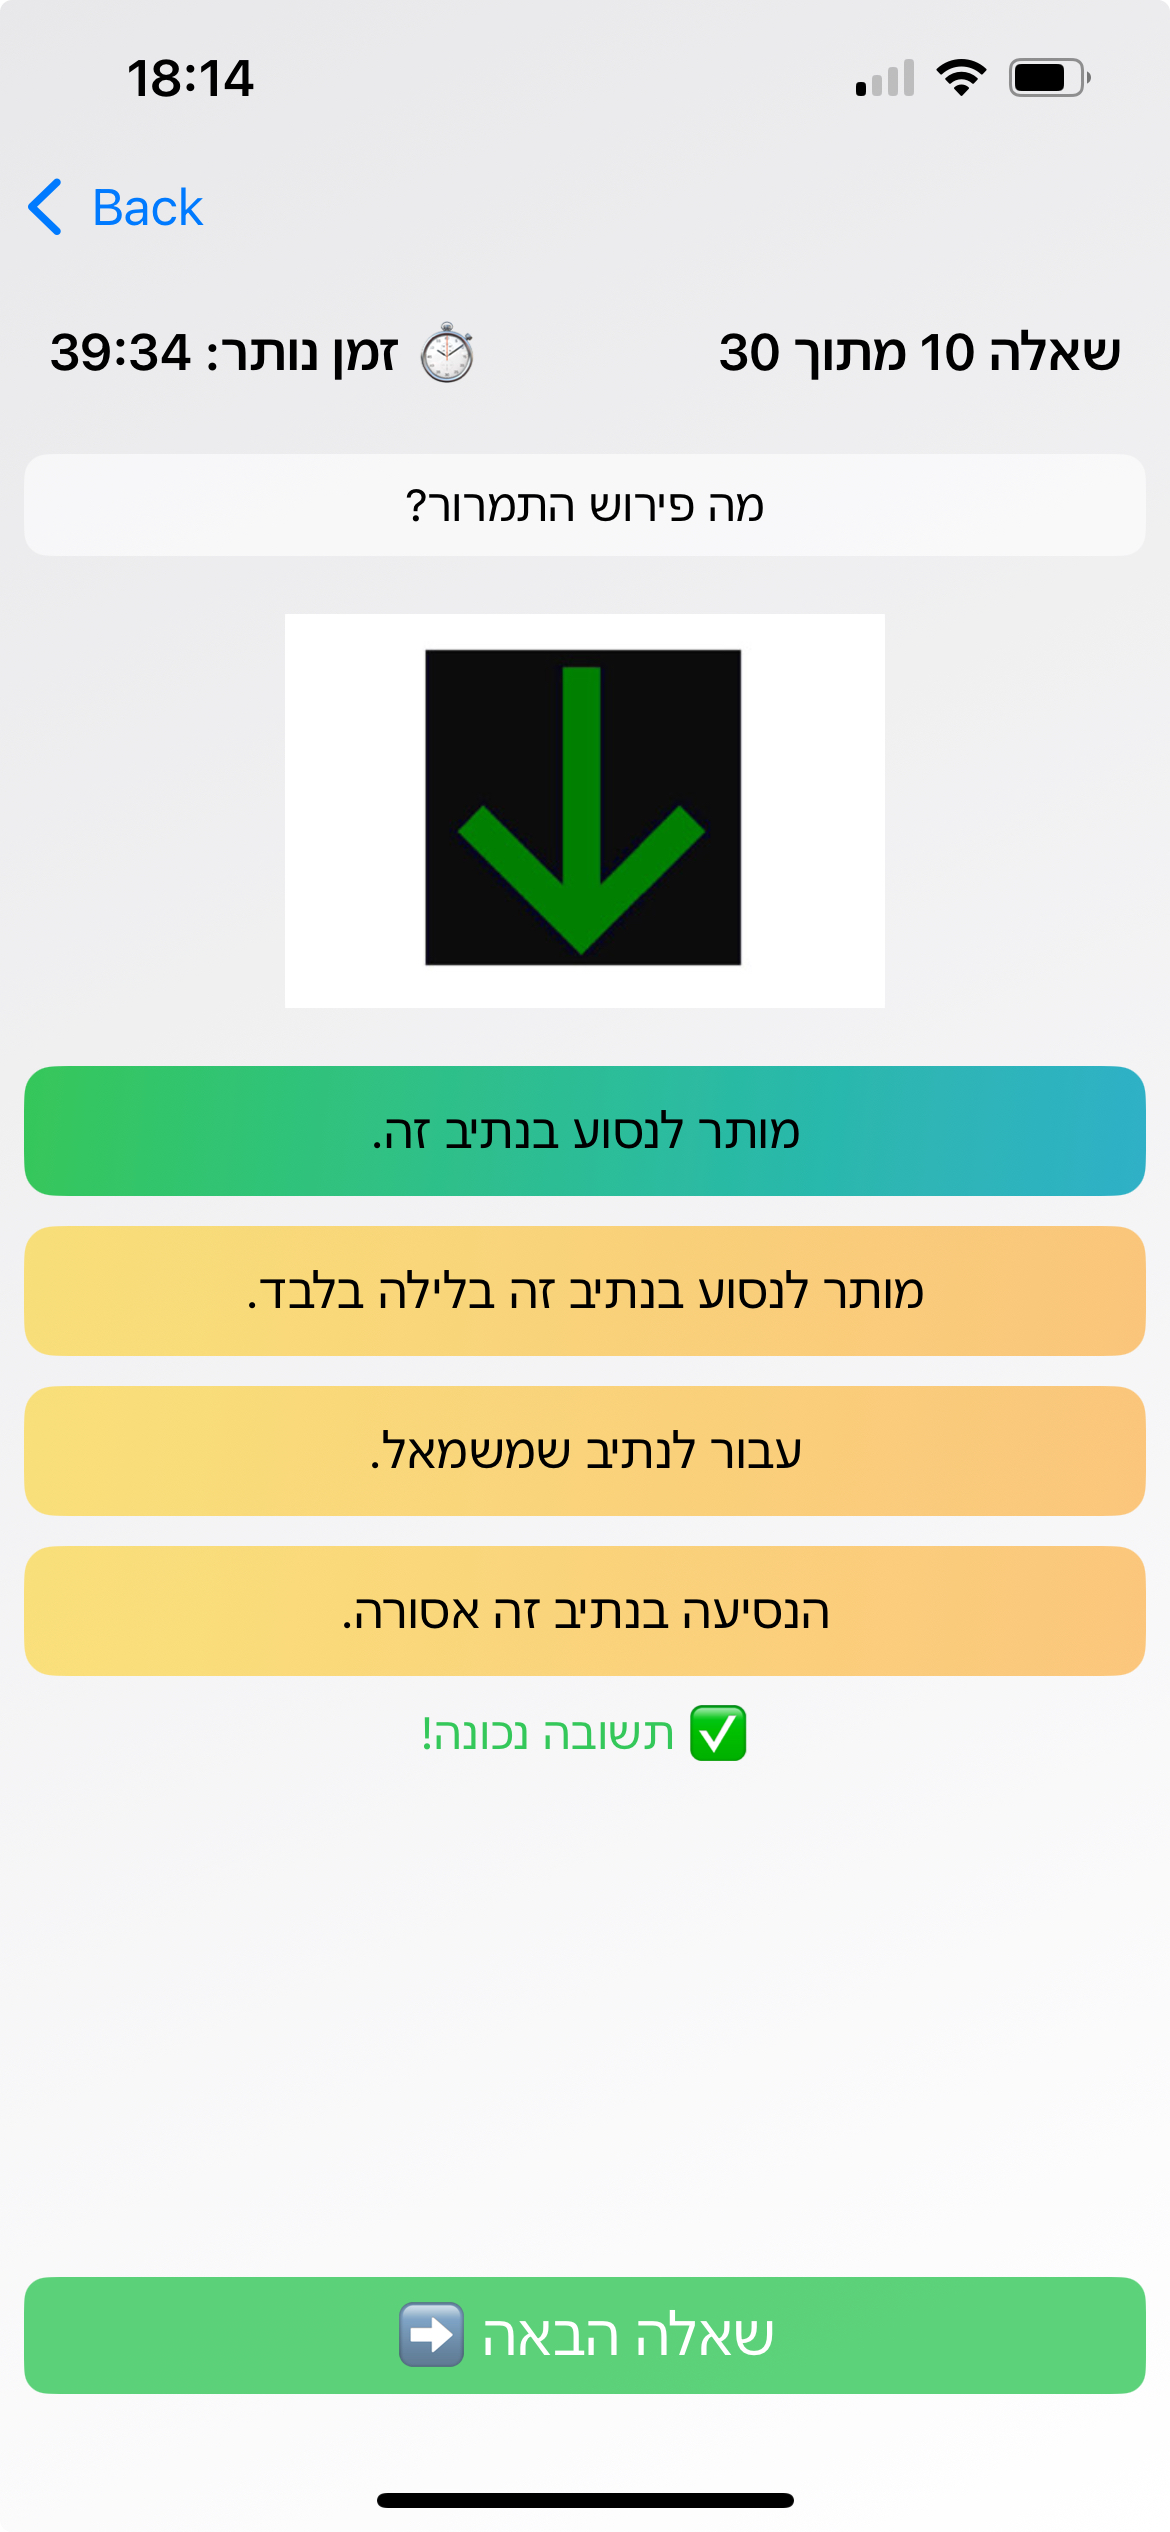 18:14
Back
שאלה 10 מתוך 30
⏱️ זמן נותר: 39:34
מה פירוש התמרור?
מותר לנסוע בנתיב זה.
מותר לנסוע בנתיב זה בלילה בלבד.
עבור לנתיב שמשמאל.
הנסיעה בנתיב זה אסורה.
✅ תשובה נכונה!
שאלה הבאה ➡️